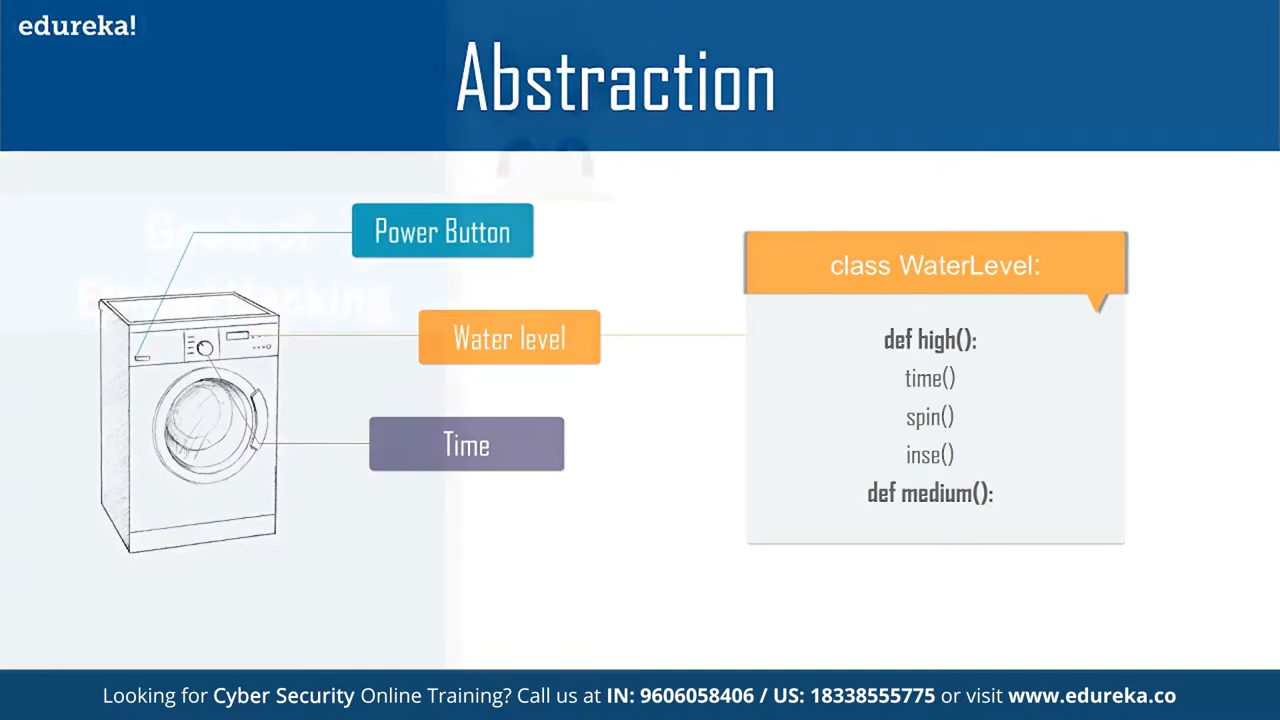 edureka!
Abstraction
Power Button
Water level
Time
class WaterLevel:
def high():
time()
spin()
inse()
def medium():
Looking for Cyber Security Online Training? Call us at IN: 9606058406 / US: 18338555775 or visit www.edureka.co